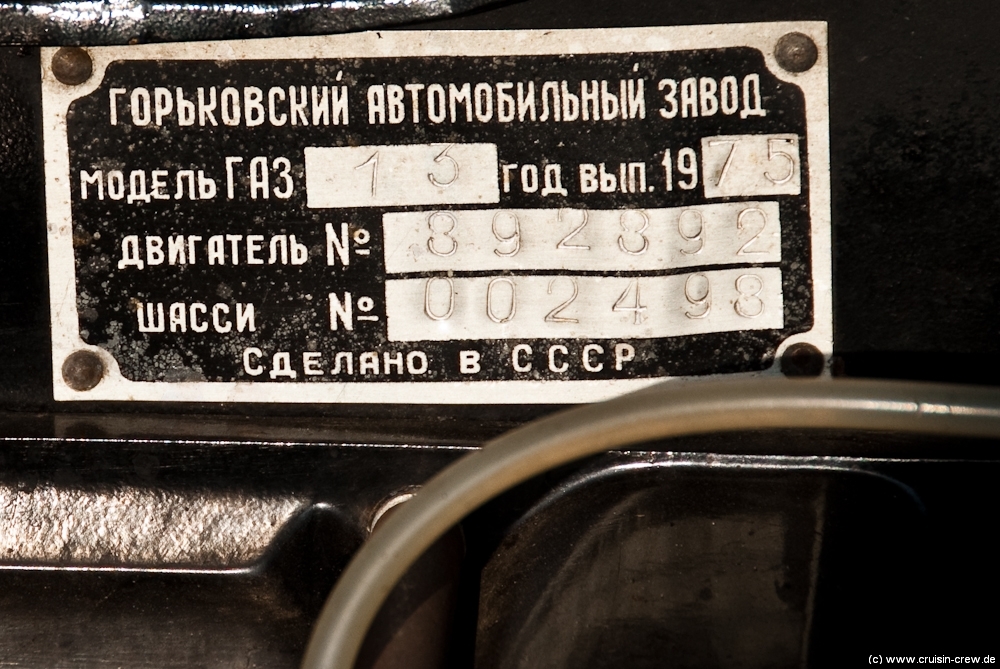 ГОРЬКОВСКИЙ АВТОМОБИЛЬНЫЙ ЗАВОД
МОДЕЛЬ ГАЗ 13 ГОД ВЫП. 1975
ДВИГАТЕЛЬ № 892892
ШАССИ № 002498
СДЕЛАНО В СССР
(c) www.cruisin-crew.de